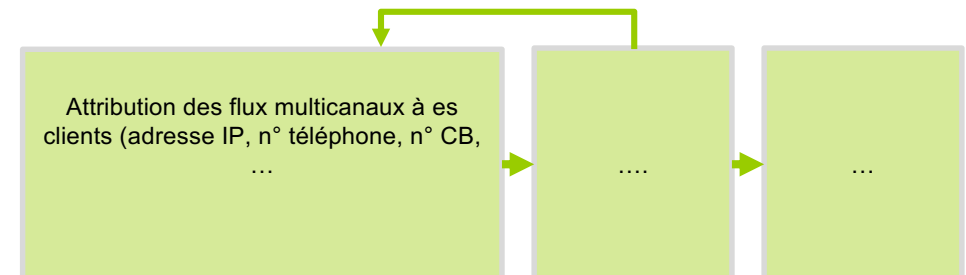 Attribution des flux multicanaux à es
clients (adresse IP, n° téléphone, n° CB,
…
….
…